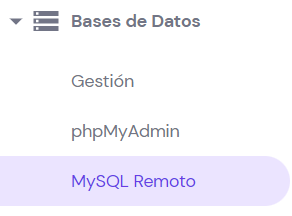 Bases de Datos
Gestión
phpMyAdmin
MySQL Remoto